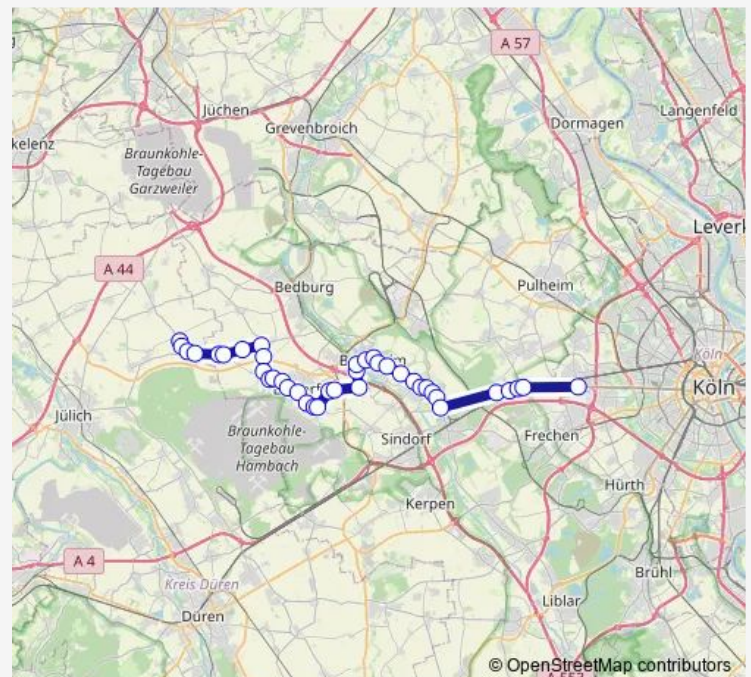 A 57
Jüchen
Grevenbroich
Dormagen
Langenfeld
kelenz
Braunkohle-
Tagebau
Garzweiler
Lever
A 44
Bedburg
Pulheim
Köln
Köln
Jülich
Braunkohle-
Tagebau
Hambach
Sindorf
Frechen
Hürth
Kerpen
A 4
Kreis Düren
Brühl
Düren
Liblar
© OpenStreetMap contributors